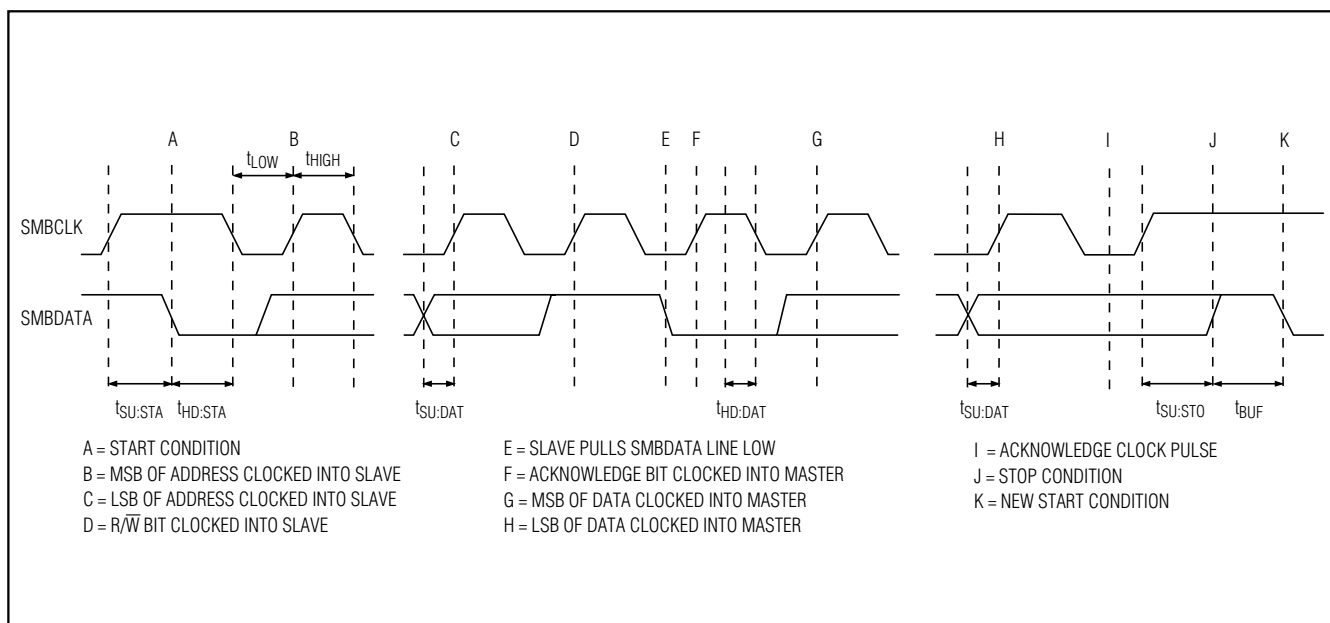 A B C D E F G H I J K
tLOW tHIGH
SMBCLK
SMBDATA
tSU:STA tHD:STA tSU:DAT tHD:DAT tSU:DAT tSU:STO tBUF
A = START CONDITION
B = MSB OF ADDRESS CLOCKED INTO SLAVE
C = LSB OF ADDRESS CLOCKED INTO SLAVE
D = R/W̅ BIT CLOCKED INTO SLAVE
E = SLAVE PULLS SMBDATA LINE LOW
F = ACKNOWLEDGE BIT CLOCKED INTO MASTER
G = MSB OF DATA CLOCKED INTO MASTER
H = LSB OF DATA CLOCKED INTO MASTER
I = ACKNOWLEDGE CLOCK PULSE
J = STOP CONDITION
K = NEW START CONDITION